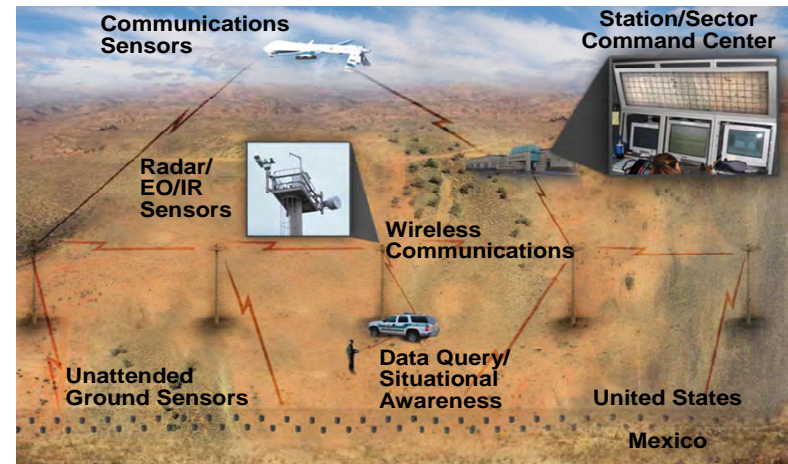 Communications
Sensors
Station/Sector
Command Center
Radar/
EO/IR
Sensors
Wireless
Communications
Unattended
Ground Sensors
Data Query/
Situational
Awareness
United States
Mexico